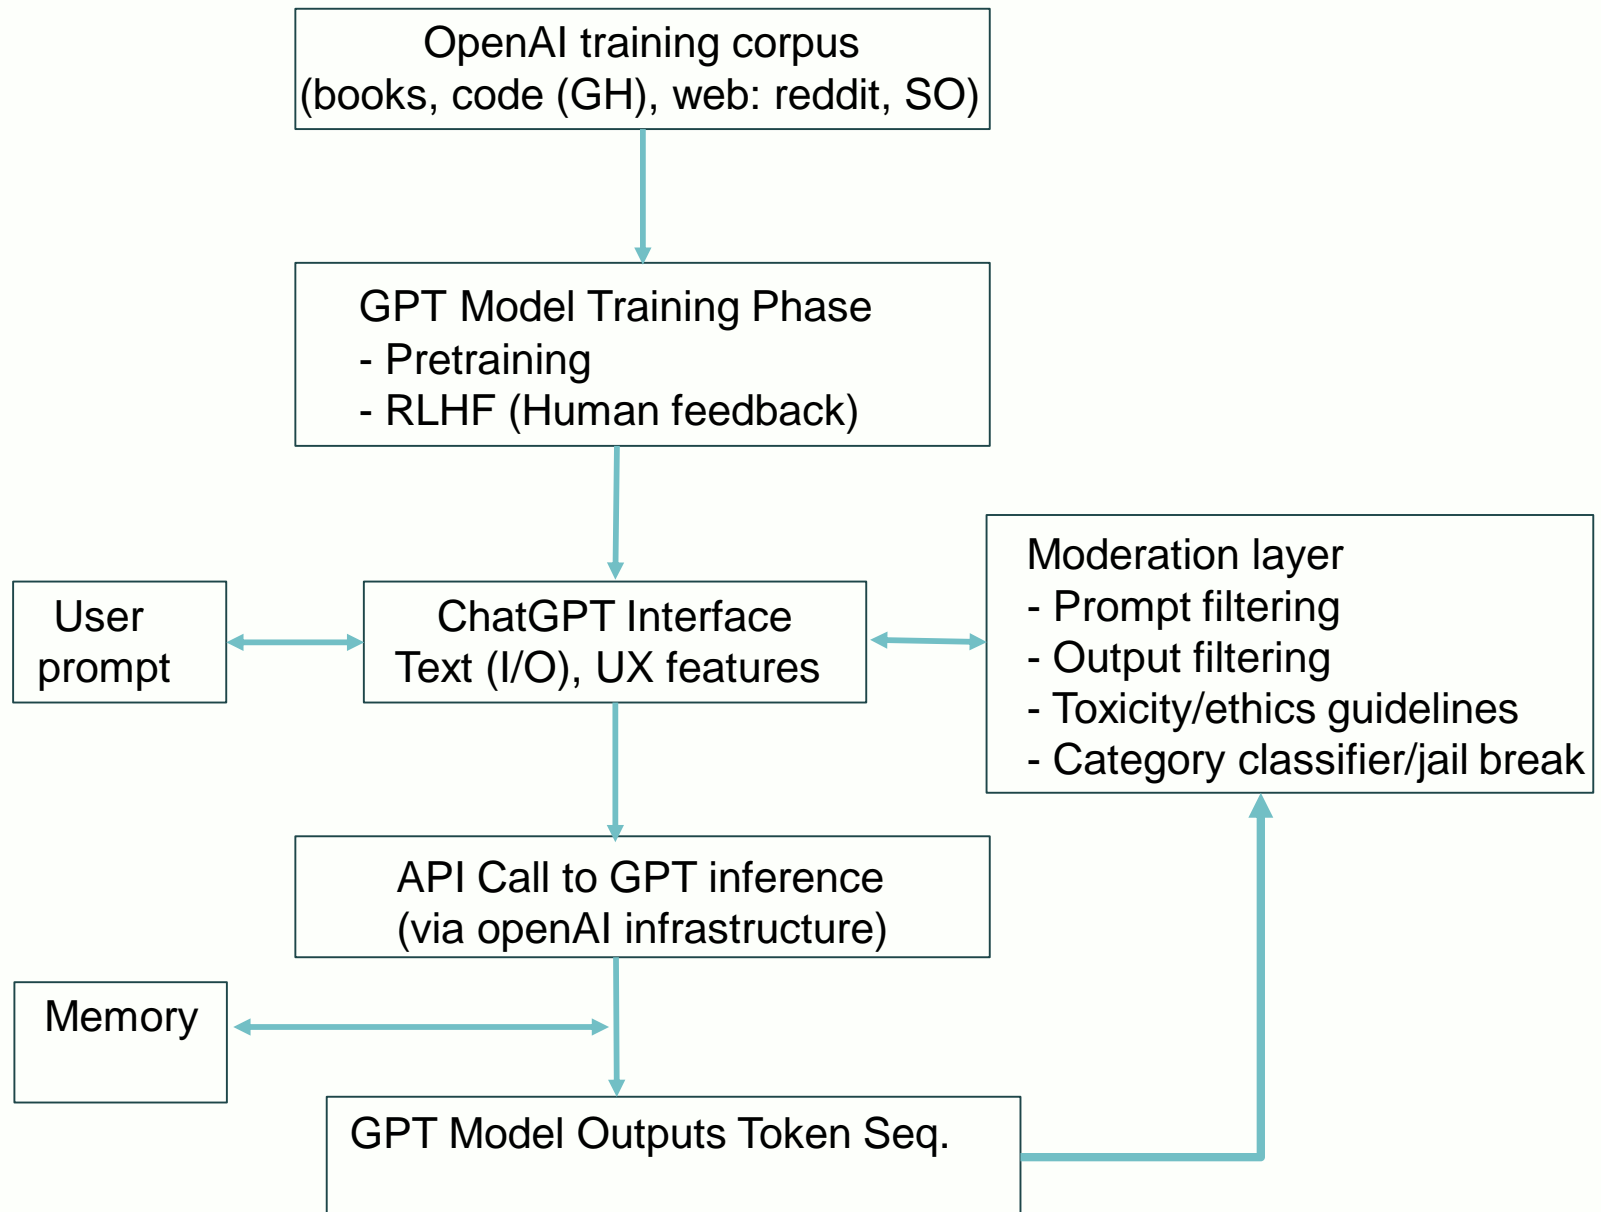 OpenAI training corpus
(books, code (GH), web: reddit, SO)
GPT Model Training Phase
- Pretraining
- RLHF (Human feedback)
User
prompt
ChatGPT Interface
Text (I/O), UX features
Moderation layer
- Prompt filtering
- Output filtering
- Toxicity/ethics guidelines
- Category classifier/jail break
API Call to GPT inference
(via openAI infrastructure)
Memory
GPT Model Outputs Token Seq.